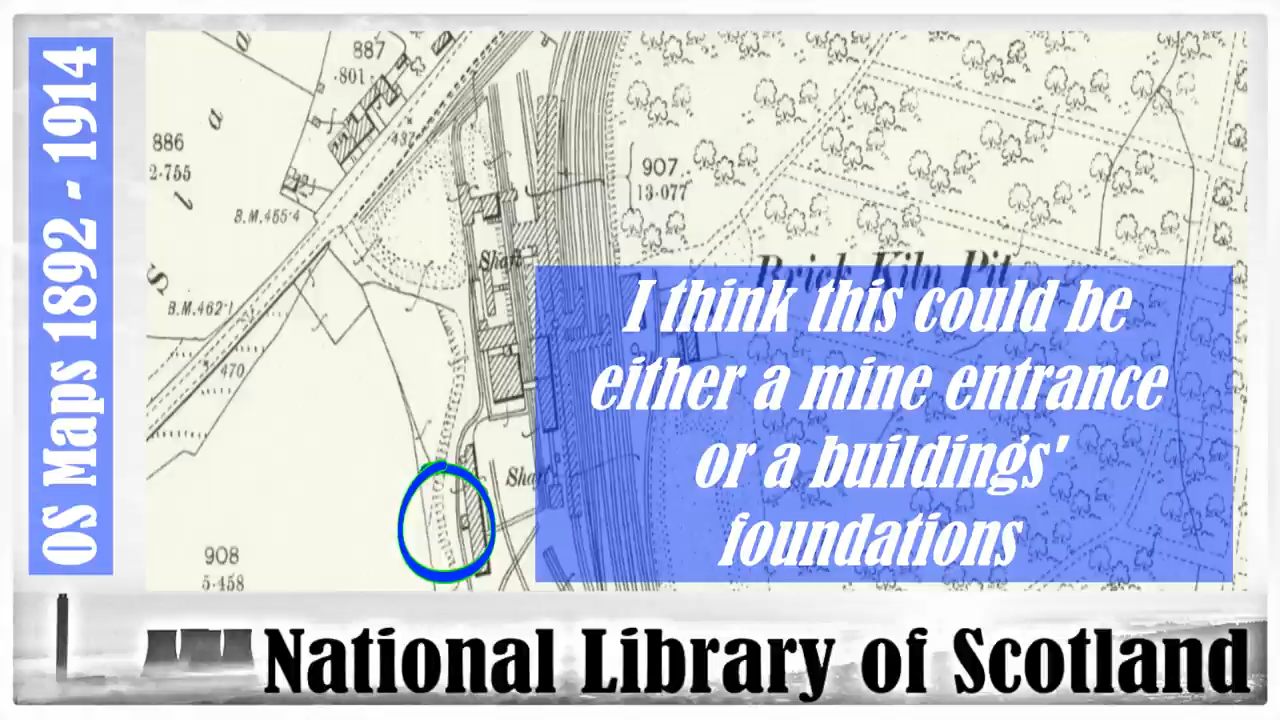 OS Maps 1892 - 1914
887
.801
437
886
2.755
B.M.455.4
907
13.077
Shaft
Brick Kiln Pit
B.M.462.1
470
I think this could be
either a mine entrance
or a buildings'
foundations
908
5.458
National Library of Scotland